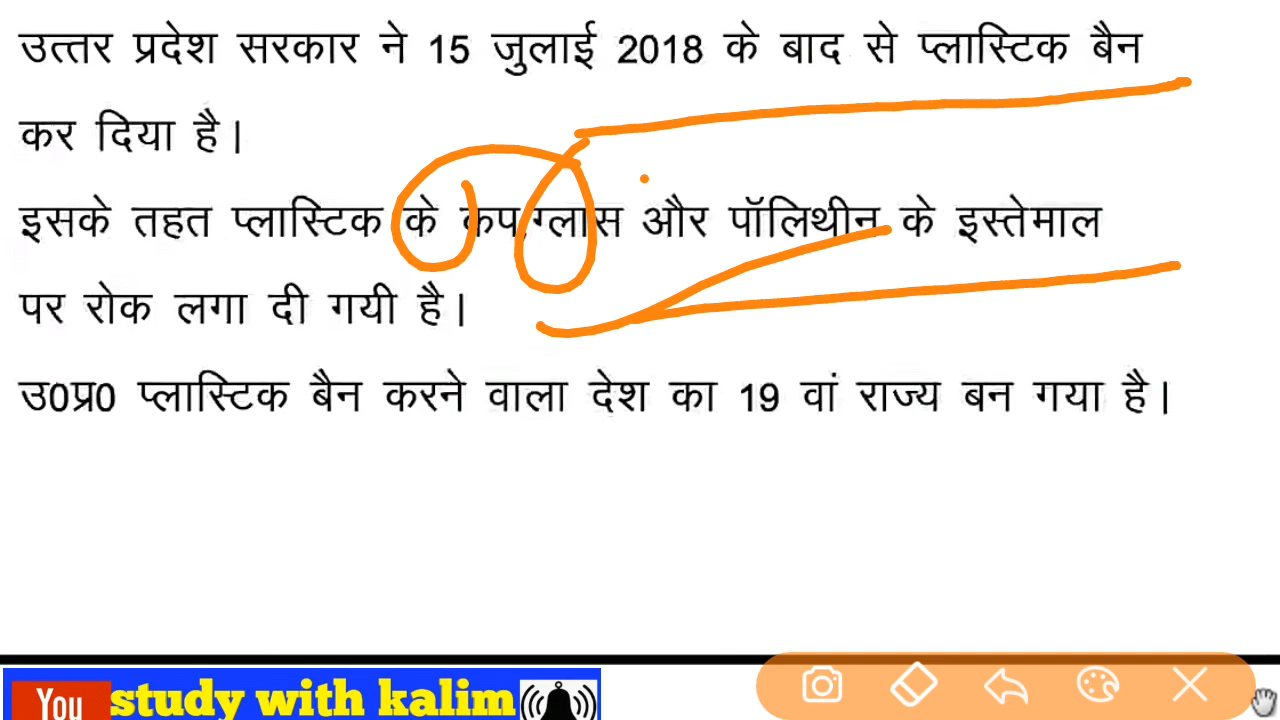 उत्तर प्रदेश सरकार ने 15 जुलाई 2018 के बाद से प्लास्टिक बैन
कर दिया है।
इसके तहत प्लास्टिक के कप,ग्लास और पॉलिथीन के इस्तेमाल
पर रोक लगा दी गयी है।
उ0प्र0 प्लास्टिक बैन करने वाला देश का 19 वां राज्य बन गया है।
You study with kalim